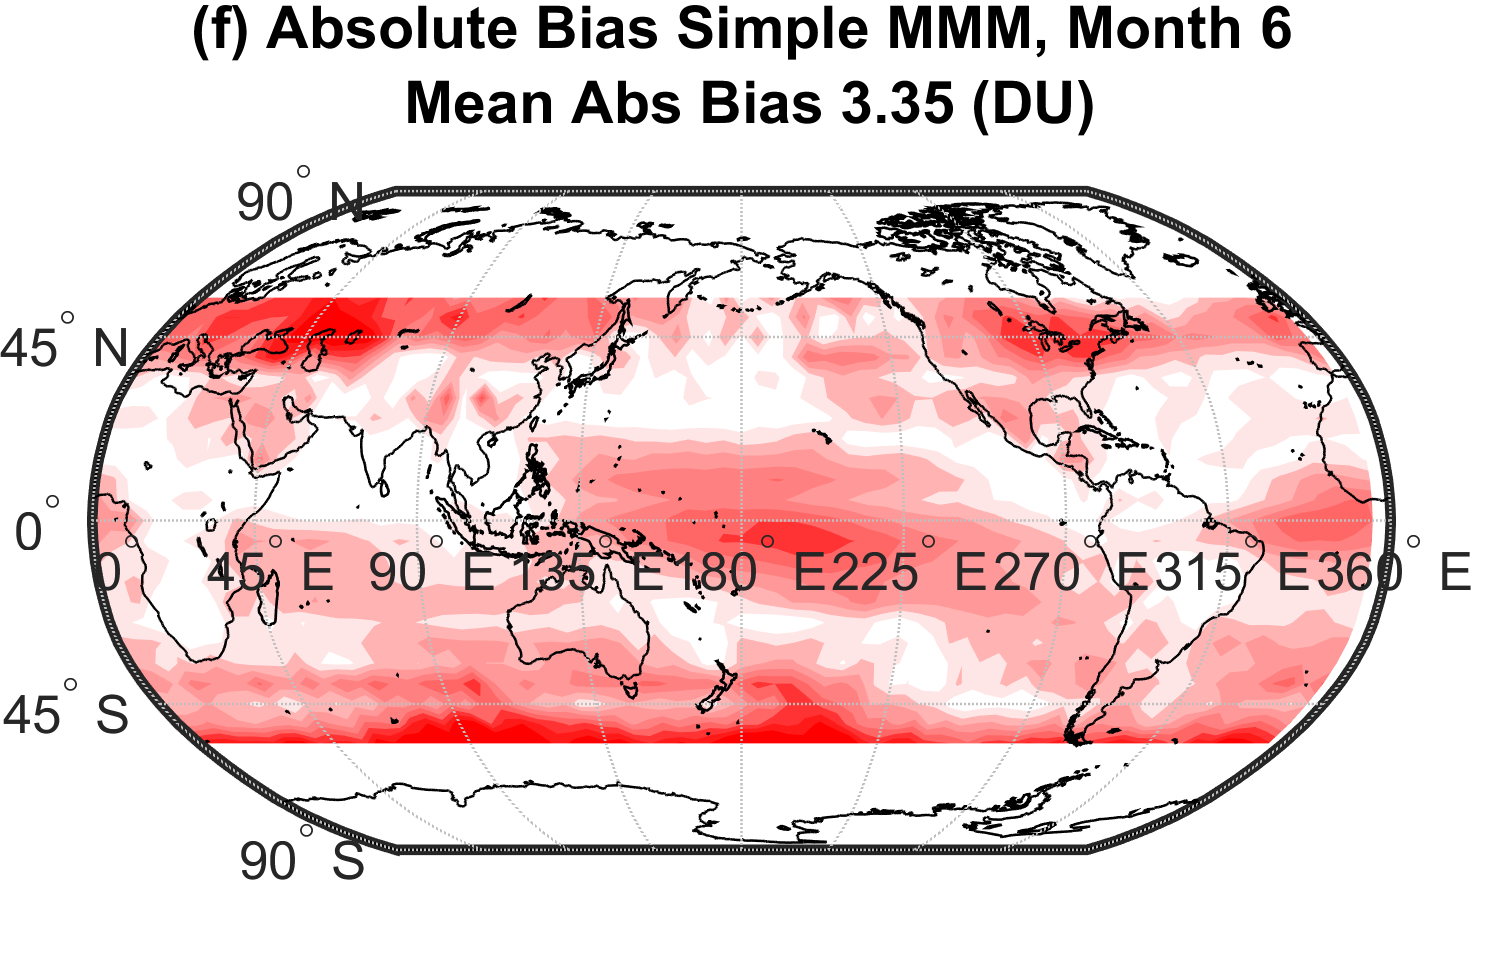 (f) Absolute Bias Simple MMM, Month 6
Mean Abs Bias 3.35 (DU)
90° N
45° N
0°
0° 45° E 90° E 135° E 180° E 225° E 270° E 315° E 360° E
45° S
90° S